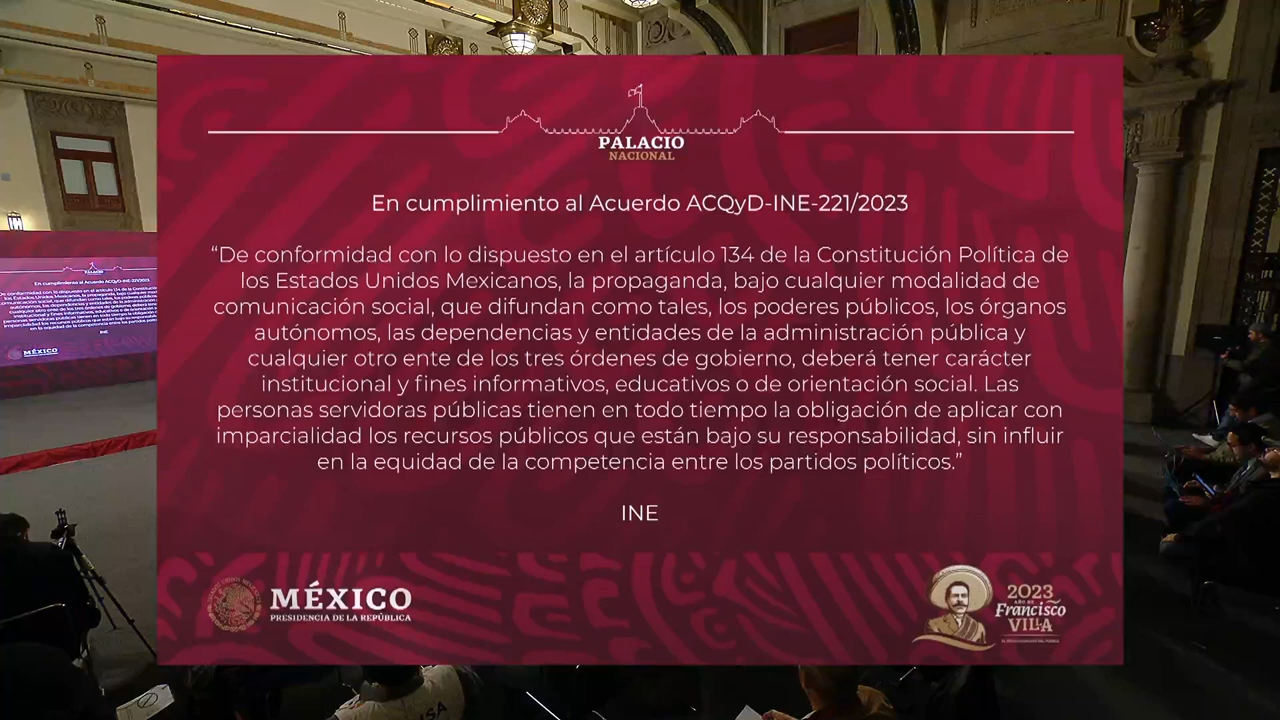 PALACIO
NACIONAL
En cumplimiento al Acuerdo ACQyD-INE-221/2023
“De conformidad con lo dispuesto en el artículo 134 de la Constitución Política de
los Estados Unidos Mexicanos, la propaganda, bajo cualquier modalidad de
comunicación social, que difundan como tales, los poderes públicos, los órganos
autónomos, las dependencias y entidades de la administración pública y
cualquier otro ente de los tres órdenes de gobierno, deberá tener carácter
institucional y fines informativos, educativos o de orientación social. Las
personas servidoras públicas tienen en todo tiempo la obligación de aplicar con
imparcialidad los recursos públicos que están bajo su responsabilidad, sin influir
en la equidad de la competencia entre los partidos políticos.”
INE
MÉXICO
PRESIDENCIA DE LA REPÚBLICA
2023
AÑO DE
Francisco
VILLA
MÉXICO